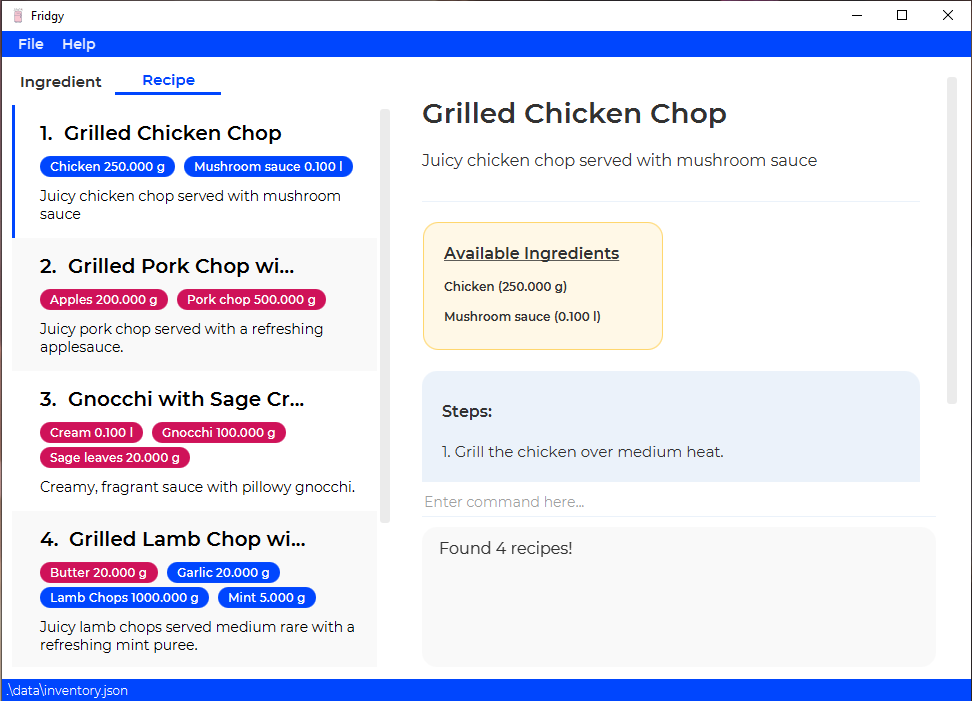 Fridgy
File Help
Ingredient Recipe
1. Grilled Chicken Chop
Chicken 250.000 g Mushroom sauce 0.100 l
Juicy chicken chop served with mushroom
sauce
2. Grilled Pork Chop wi...
Apples 200.000 g Pork chop 500.000 g
Juicy pork chop served with a refreshing
applesauce.
3. Gnocchi with Sage Cr...
Cream 0.100 l Gnocchi 100.000 g
Sage leaves 20.000 g
Creamy, fragrant sauce with pillowy gnocchi.
4. Grilled Lamb Chop wi...
Butter 20.000 g Garlic 20.000 g
Lamb Chops 1000.000 g Mint 5.000 g
Juicy lamb chops served medium rare with a
refreshing mint puree.
Grilled Chicken Chop
Juicy chicken chop served with mushroom sauce
Available Ingredients
Chicken (250.000 g)
Mushroom sauce (0.100 l)
Steps:
1. Grill the chicken over medium heat.
Enter command here...
Found 4 recipes!
.\data\inventory.json